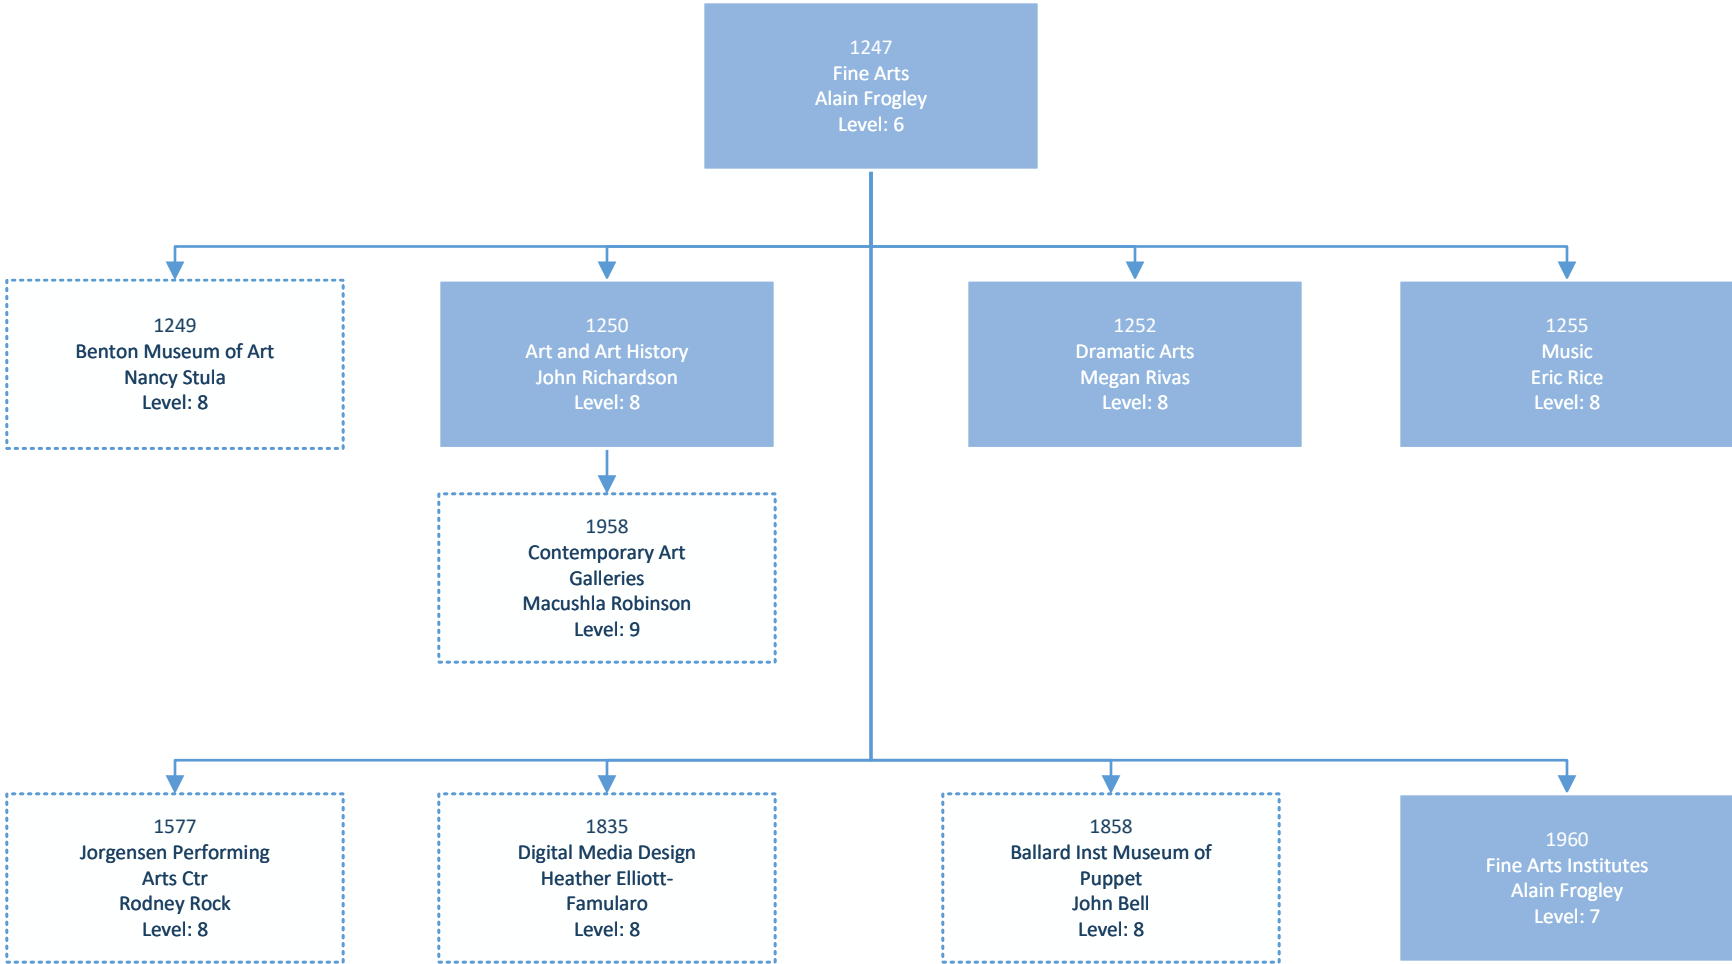 1247
Fine Arts
Alain Frogley
Level: 6
1249
Benton Museum of Art
Nancy Stula
Level: 8
1250
Art and Art History
John Richardson
Level: 8
1252
Dramatic Arts
Megan Rivas
Level: 8
1255
Music
Eric Rice
Level: 8
1958
Contemporary Art
Galleries
Macushla Robinson
Level: 9
1577
Jorgensen Performing
Arts Ctr
Rodney Rock
Level: 8
1835
Digital Media Design
Heather Elliott-
Famularo
Level: 8
1858
Ballard Inst Museum of
Puppet
John Bell
Level: 8
1960
Fine Arts Institutes
Alain Frogley
Level: 7